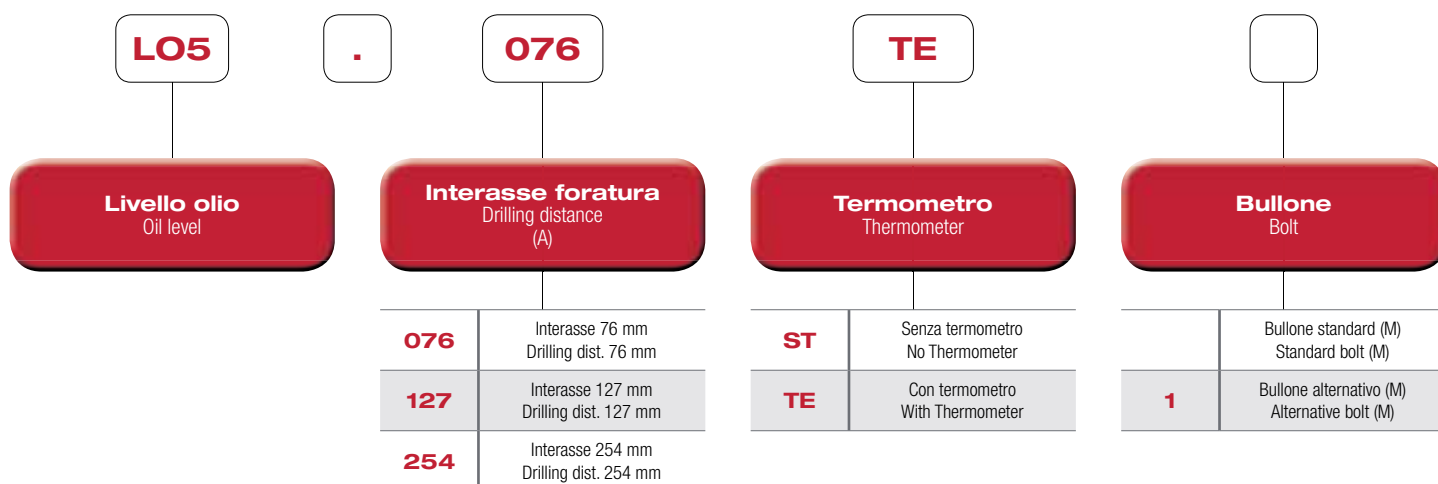 LO5 . 076 TE
Livello olio
Oil level
Interasse foratura
Drilling distance
(A)
Termometro
Thermometer
Bullone
Bolt
076
Interasse 76 mm
Drilling dist. 76 mm
127
Interasse 127 mm
Drilling dist. 127 mm
254
Interasse 254 mm
Drilling dist. 254 mm
ST
Senza termometro
No Thermometer
TE
Con termometro
With Thermometer
Bullone standard (M)
Standard bolt (M)
1
Bullone alternativo (M)
Alternative bolt (M)